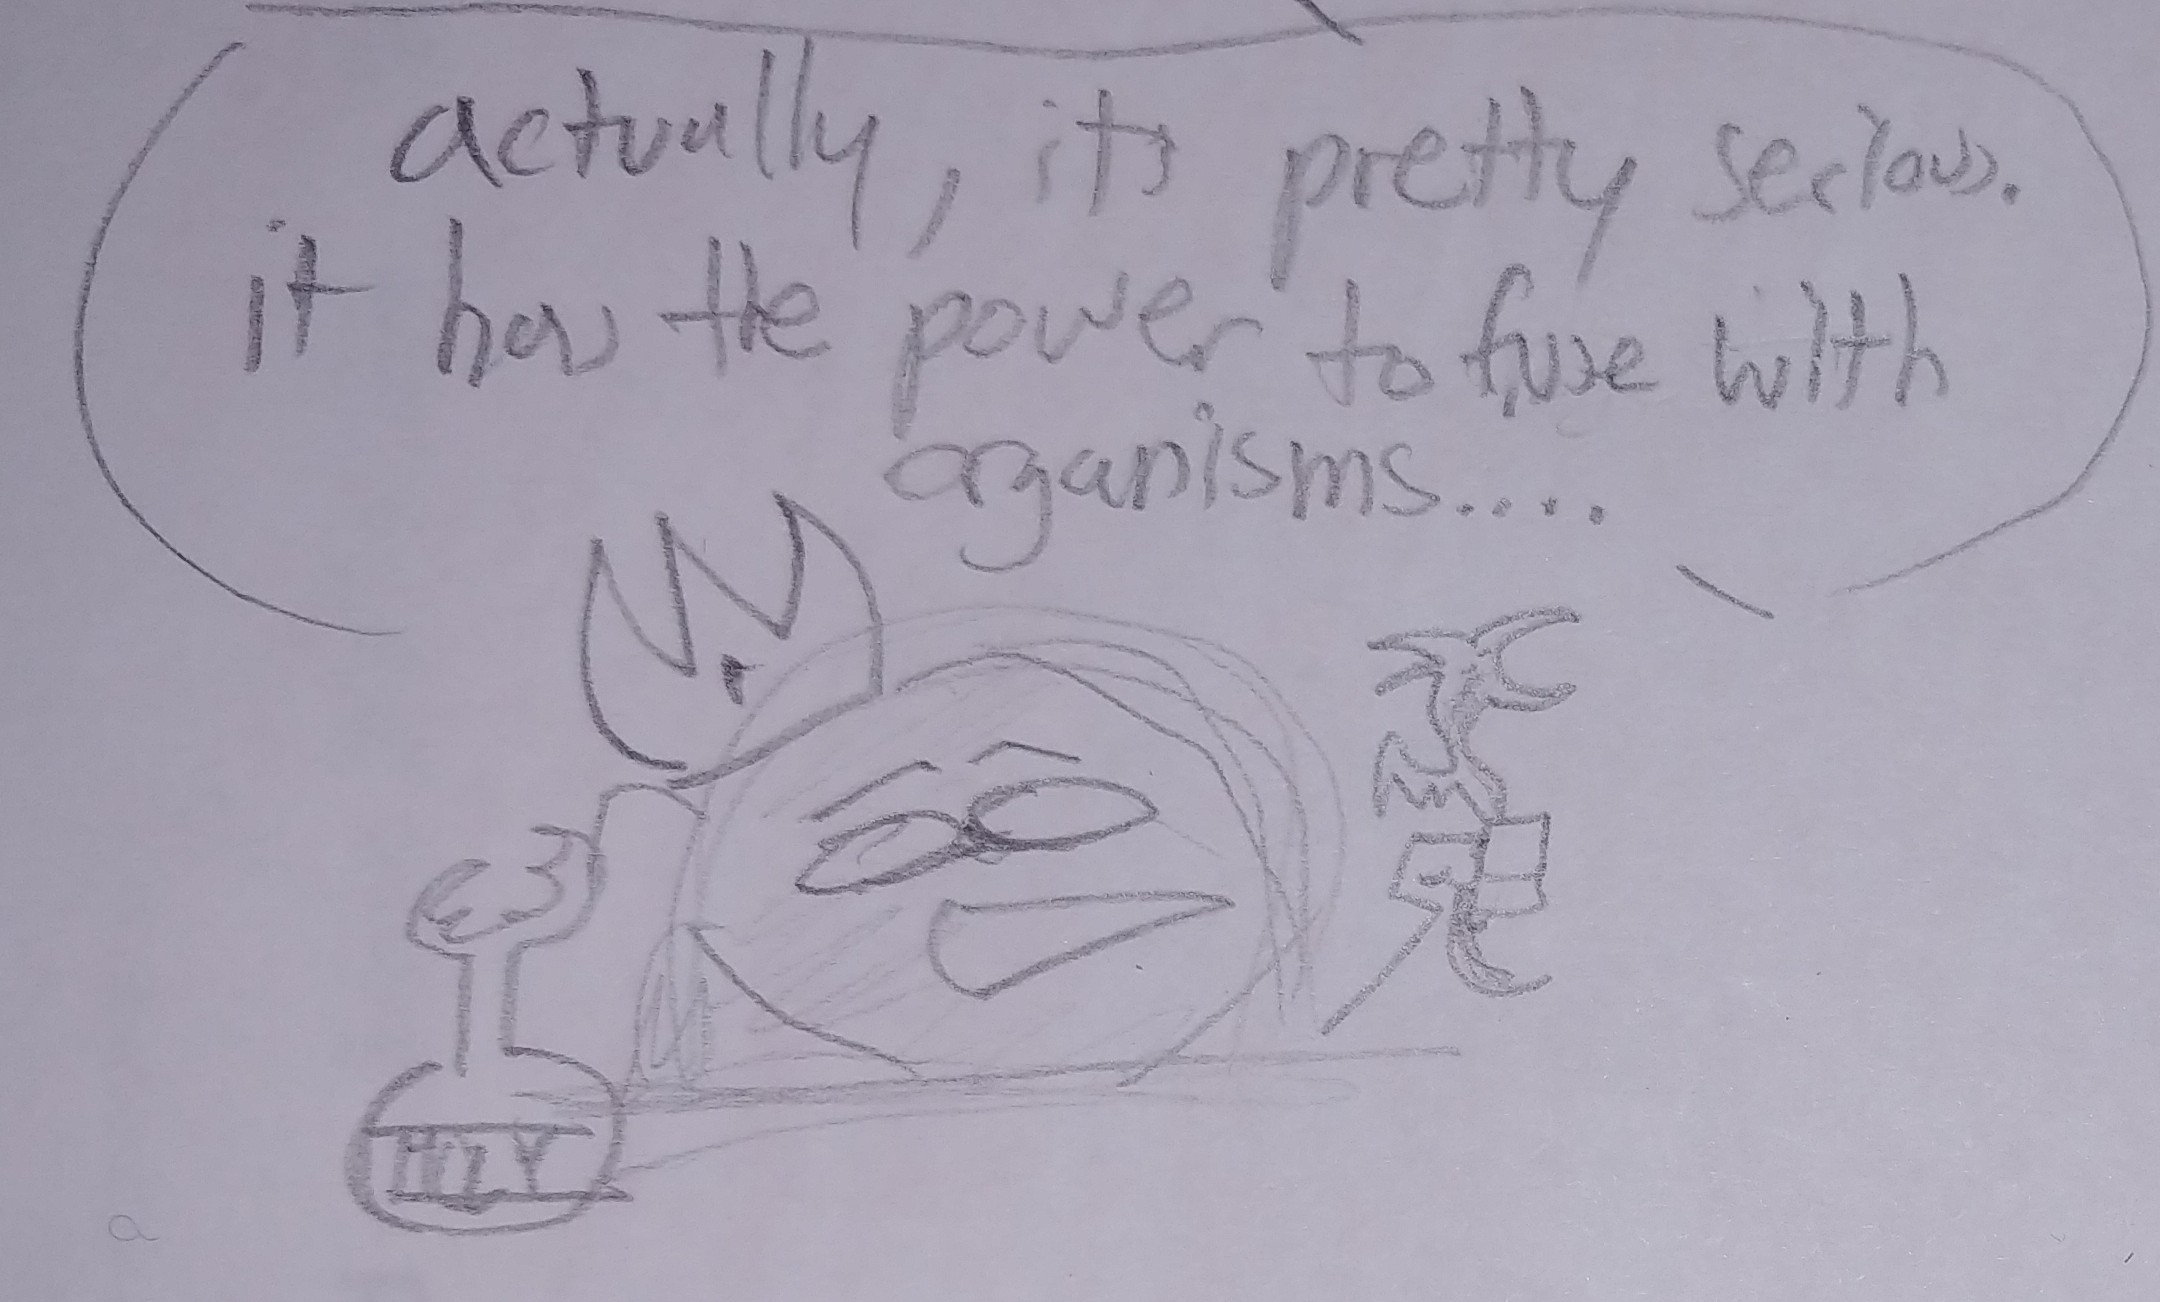 actually, its pretty serious.
it has the power to fuse with
organisms....